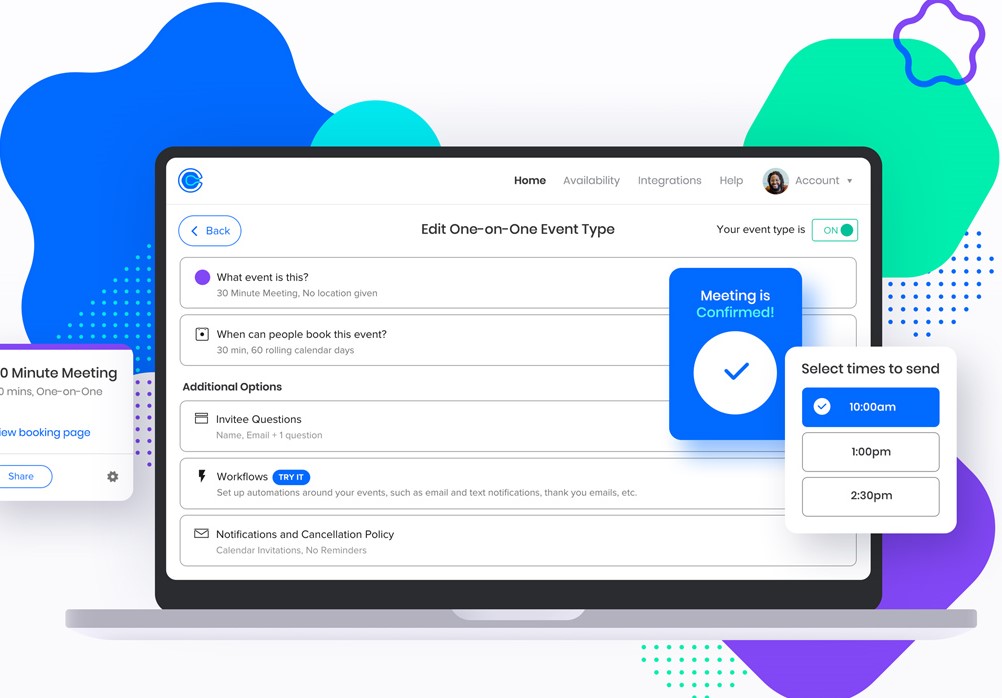 Home Availability Integrations Help Account
Back
Edit One-on-One Event Type
Your event type is ON
What event is this?
30 Minute Meeting, No location given
When can people book this event?
30 min, 60 rolling calendar days
Additional Options
Invitee Questions
Name, Email + 1 question
Workflows TRY IT
Set up automations around your events, such as email and text notifications, thank you emails, etc.
Notifications and Cancellation Policy
Calendar Invitations, No Reminders
Meeting is
Confirmed!
Select times to send
10:00am
1:00pm
2:30pm
0 Minute Meeting
0 mins, One-on-One
iew booking page
Share